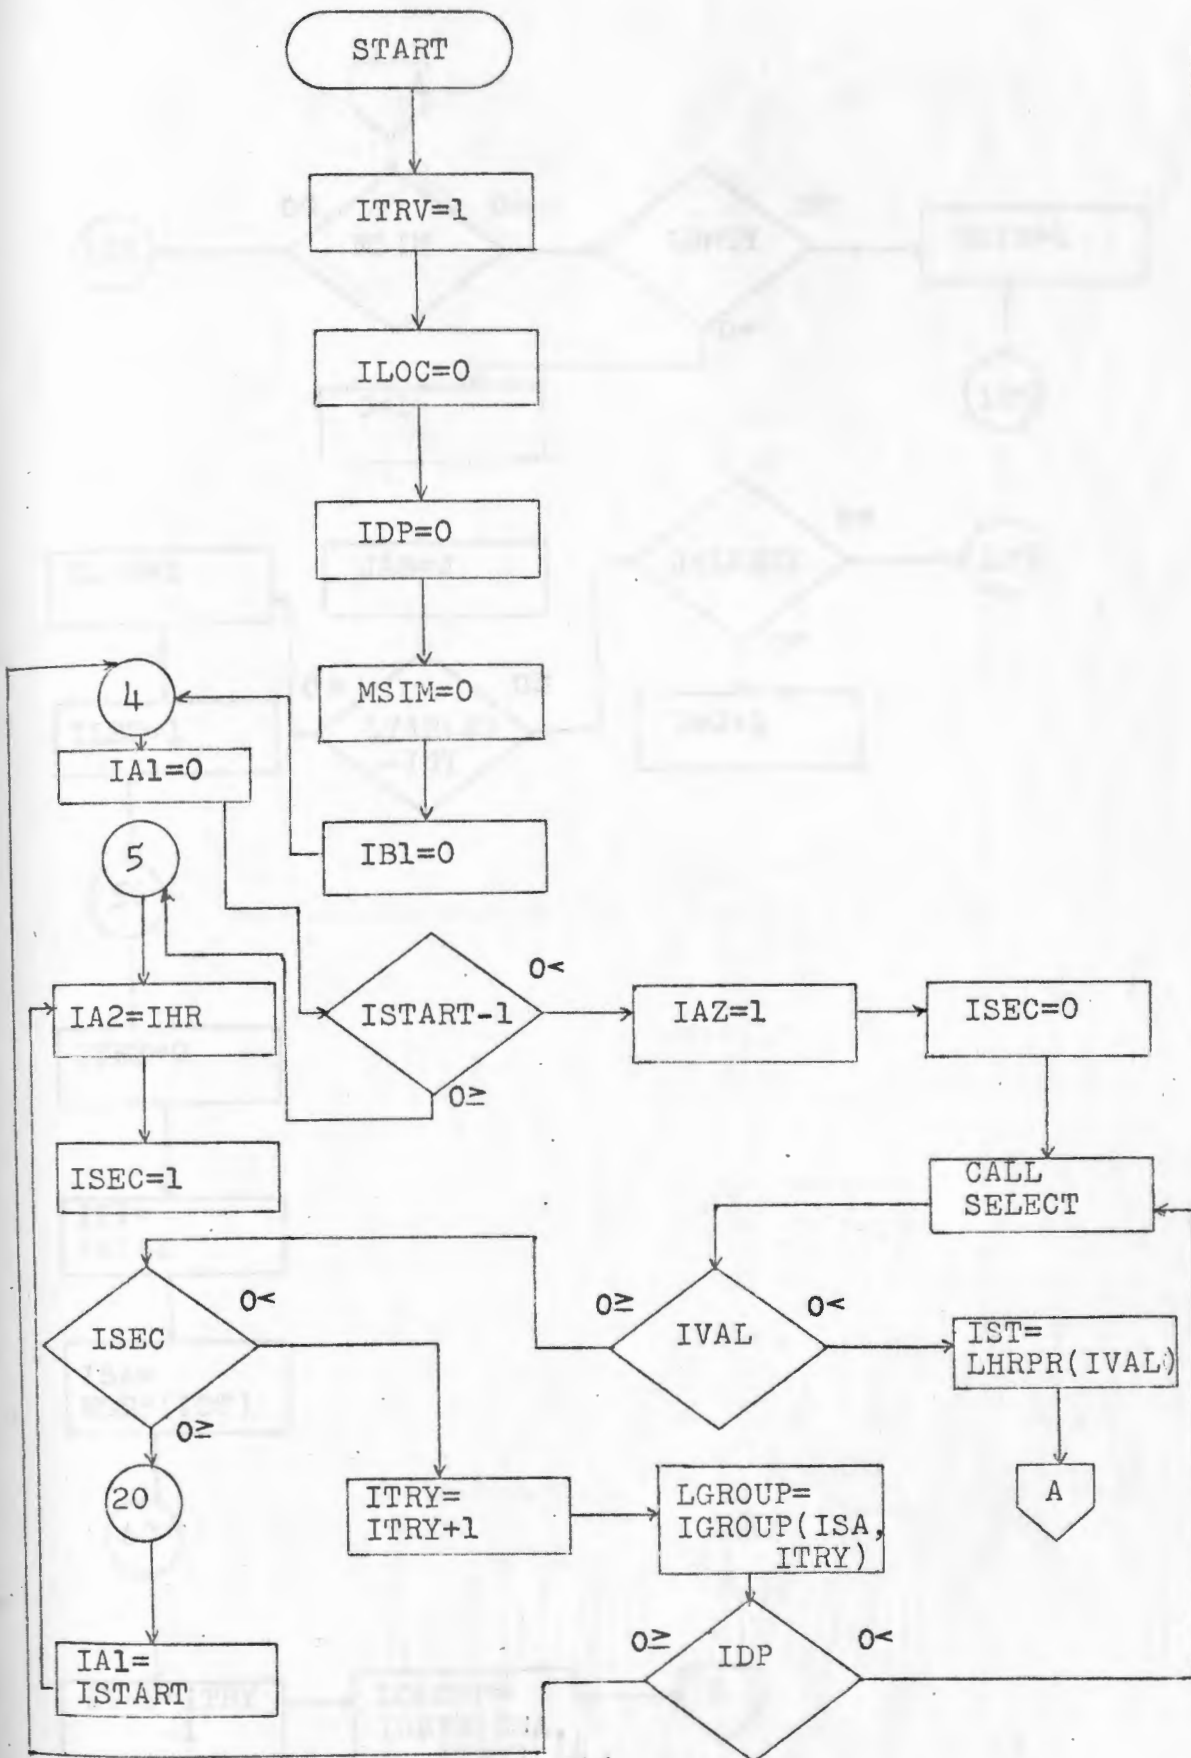 START
ITRV=1
ILOC=0
IDP=0
MSIM=0
4
IA1=0
IB1=0
5
0<
IA2=IHR
ISTART-1
IAZ=1
ISEC=0
0≥
ISEC=1
CALL
SELECT
0<
0≥
0<
ISEC
IVAL
IST=
LHRPR(IVAL)
0≥
20
ITRY=
ITRY+1
LGROUP=
IGROUP(ISA,
ITRY)
A
0≥
0<
IDP
IA1=
ISTART